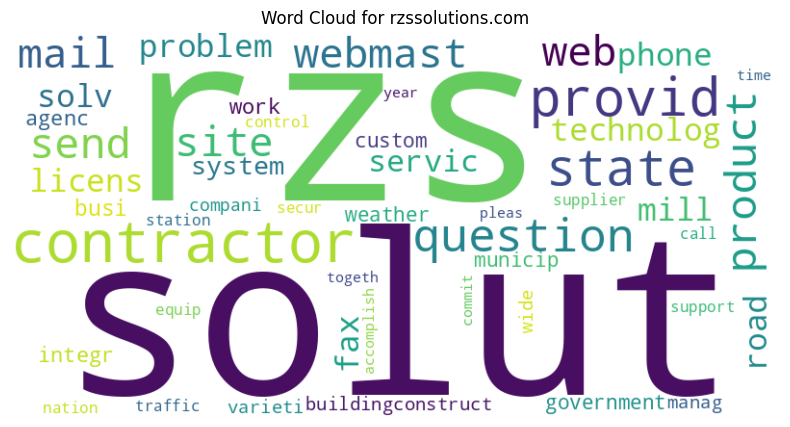 Word Cloud for rzssolutions.com
mail
problem
webmast
web
phone
time
solv
rzs
year
provid
agenc
work
control
technolog
send
site
custom
servic
state
product
licens
system
supplier
mill
busi
compani
secur
weather
pleas
station
contractor
question
call
municip
solut
togeth
equip
fax
accomplish
commit
wide
support
road
integr
nation
traffic
varieti
buildingconstruct
government
manag